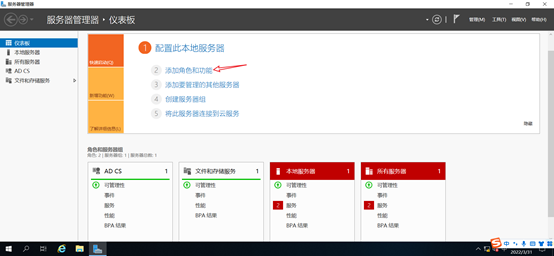 服务器管理器
服务器管理器 · 仪表板
管理(M) 工具(T) 视图(V) 帮助(H)
仪表板
本地服务器
所有服务器
AD CS
文件和存储服务
快速启动(Q)
新增功能(W)
了解详细信息(L)
1 配置此本地服务器
2 添加角色和功能
3 添加要管理的其他服务器
4 创建服务器组
5 将此服务器连接到云服务
隐藏
角色和服务器组
角色: 2 | 服务器组: 1 | 服务器总数: 1
AD CS 1
可管理性
事件
服务
性能
BPA 结果
文件和存储服务 1
可管理性
事件
服务
性能
BPA 结果
本地服务器 1
可管理性
事件
2 服务
性能
BPA 结果
所有服务器 1
可管理性
事件
2 服务
性能
BPA 结果
中
2022/3/31